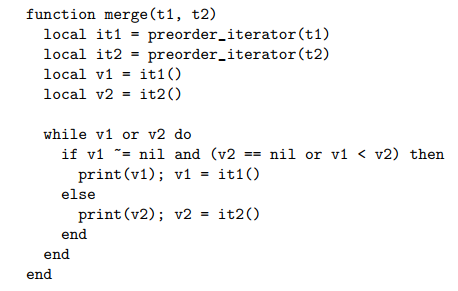 function merge(t1, t2)
  local it1 = preorder_iterator(t1)
  local it2 = preorder_iterator(t2)
  local v1 = it1()
  local v2 = it2()

  while v1 or v2 do
    if v1 ~= nil and (v2 == nil or v1 < v2) then
      print(v1); v1 = it1()
    else
      print(v2); v2 = it2()
    end
  end
end